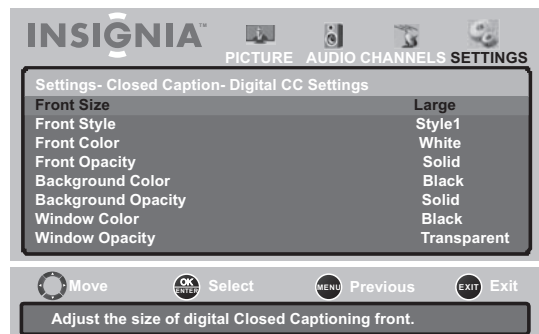 INSIGNIA™
PICTURE AUDIO CHANNELS SETTINGS
Settings- Closed Caption- Digital CC Settings
Front Size Large
Front Style Style1
Front Color White
Front Opacity Solid
Background Color Black
Background Opacity Solid
Window Color Black
Window Opacity Transparent
Move OK ENTER Select MENU Previous EXIT Exit
Adjust the size of digital Closed Captioning front.